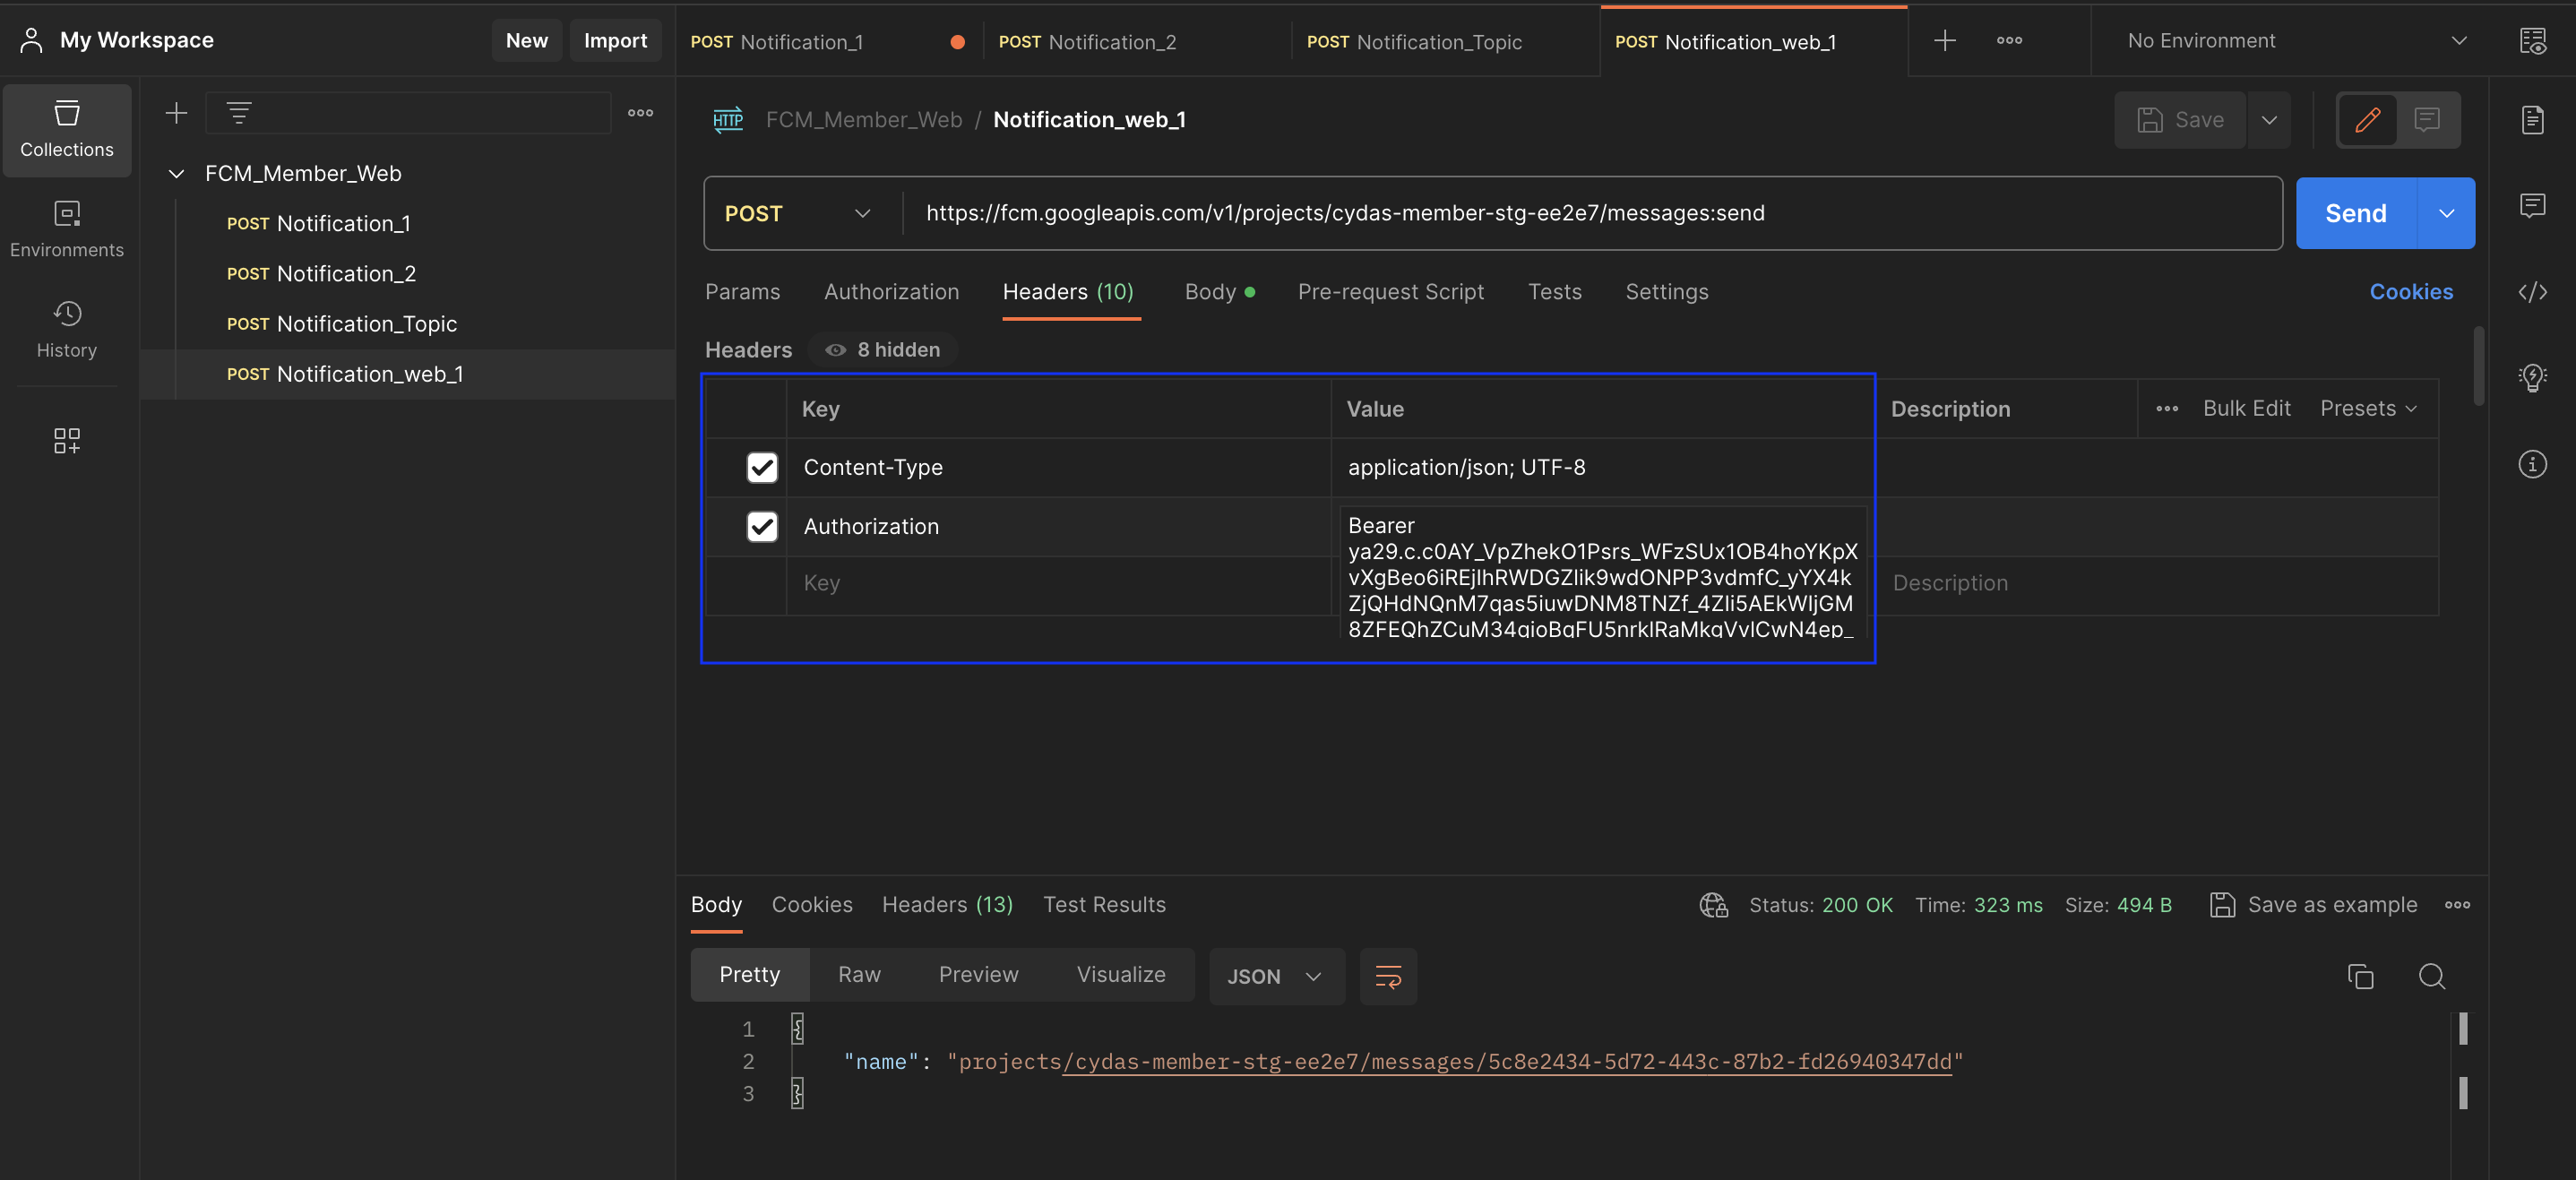 My Workspace
New
Import
POST Notification_1
POST Notification_2
POST Notification_Topic
POST Notification_web_1
No Environment
Collections
Environments
History
FCM_Member_Web
POST Notification_1
POST Notification_2
POST Notification_Topic
POST Notification_web_1
HTTP
FCM_Member_Web / Notification_web_1
Save
POST
https://fcm.googleapis.com/v1/projects/cydas-member-stg-ee2e7/messages:send
Send
Params
Authorization
Headers (10)
Body
Pre-request Script
Tests
Settings
Cookies
Headers
8 hidden
Key
Value
Description
Bulk Edit
Presets
Content-Type
application/json; UTF-8
Authorization
Bearer
ya29.c.c0AY_VpZhekO1Psrs_WFzSUx1OB4hoYKpX
Key
Description
Body
Cookies
Headers (13)
Test Results
Status: 200 OK
Time: 323 ms
Size: 494 B
Save as example
Pretty
Raw
Preview
Visualize
JSON
1 {
2 "name": "projects/cydas-member-stg-ee2e7/messages/5c8e2434-5d72-443c-87b2-fd26940347dd"
3 }